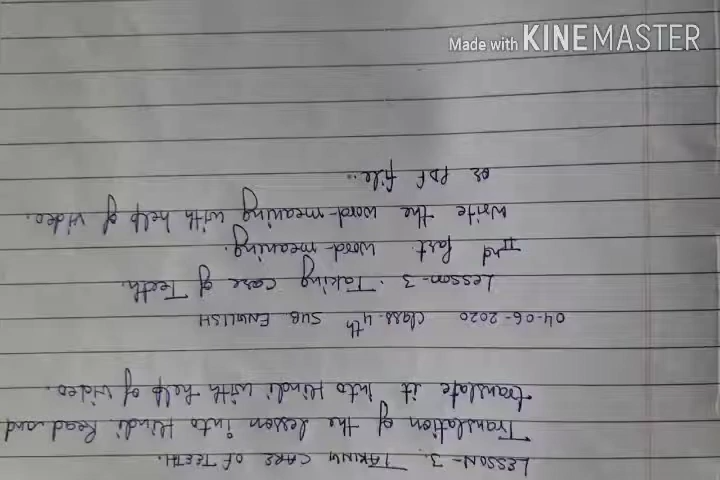 Made with KINEMASTER
LESSON-3. TAKING CARE OF TEETH.
Translation of the lesson into Hindi Read and
translate it into Hindi with help of video.
04-06-2020 Class-4th SUB ENGLISH
Lesson-3. Taking care of Teeth.
IInd part. word-meaning.
write the word-meaning with help of video.
or PDF file..